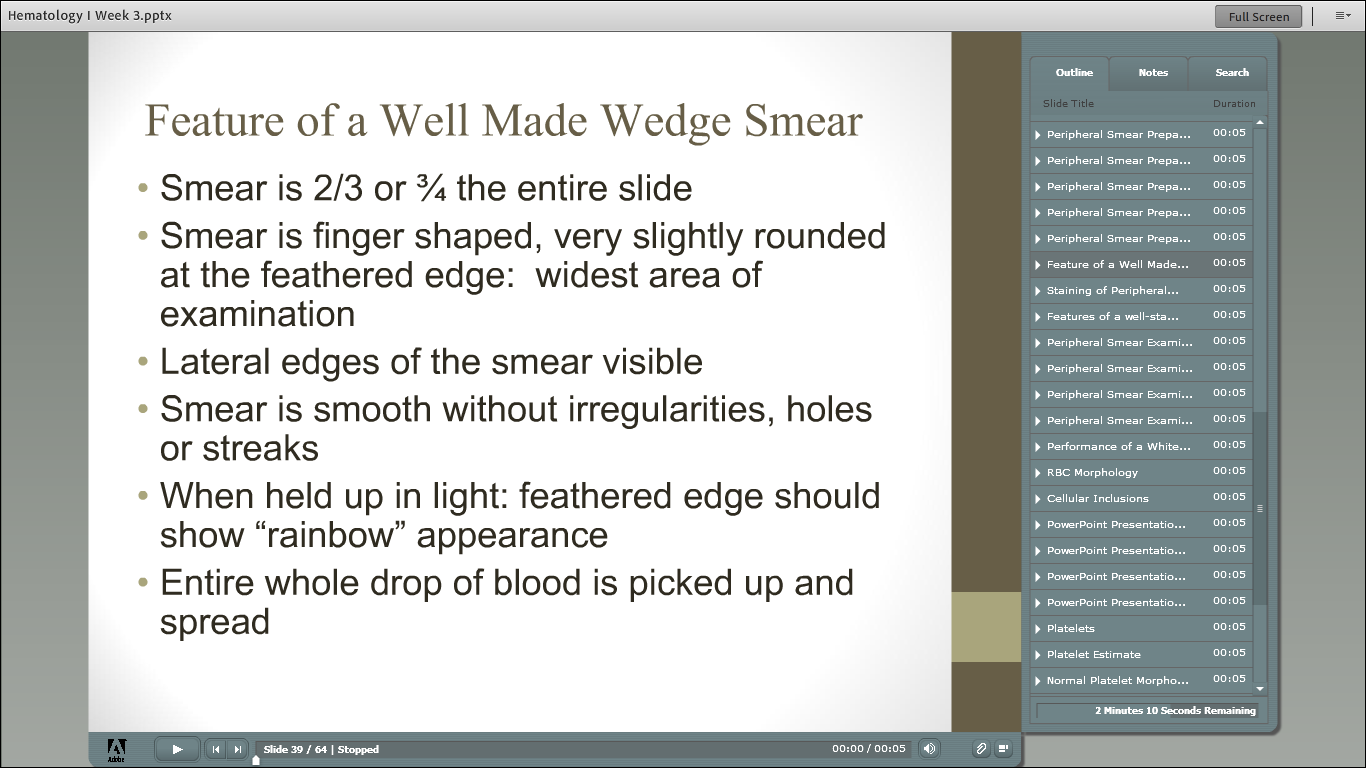 Hematology I Week 3.pptx
Full Screen
Feature of a Well Made Wedge Smear
• Smear is 2/3 or ¾ the entire slide
• Smear is finger shaped, very slightly rounded
at the feathered edge:  widest area of
examination
• Lateral edges of the smear visible
• Smear is smooth without irregularities, holes
or streaks
• When held up in light: feathered edge should
show “rainbow” appearance
• Entire whole drop of blood is picked up and
spread
Outline Notes Search
Slide Title Duration
Peripheral Smear Prepa... 00:05
Peripheral Smear Prepa... 00:05
Peripheral Smear Prepa... 00:05
Peripheral Smear Prepa... 00:05
Peripheral Smear Prepa... 00:05
Feature of a Well Made... 00:05
Staining of Peripheral... 00:05
Features of a well-sta... 00:05
Peripheral Smear Exami... 00:05
Peripheral Smear Exami... 00:05
Peripheral Smear Exami... 00:05
Peripheral Smear Exami... 00:05
Performance of a White... 00:05
RBC Morphology 00:05
Cellular Inclusions 00:05
PowerPoint Presentatio... 00:05
PowerPoint Presentatio... 00:05
PowerPoint Presentatio... 00:05
PowerPoint Presentatio... 00:05
Platelets 00:05
Platelet Estimate 00:05
Normal Platelet Morpho... 00:05
2 Minutes 10 Seconds Remaining
Adobe
Slide 39 / 64 | Stopped
00:00 / 00:05